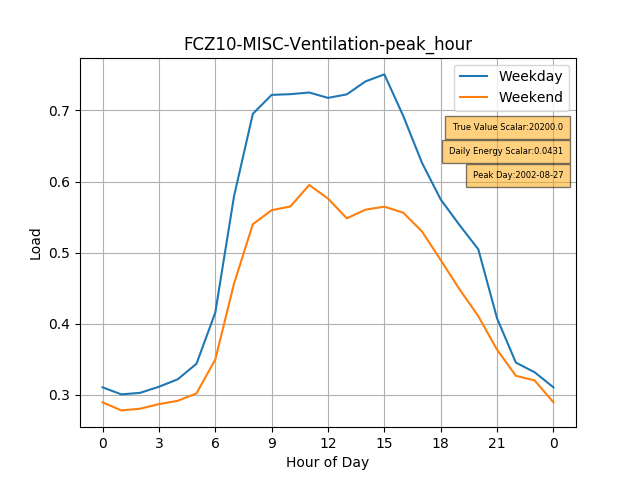 FCZ10-MISC-Ventilation-peak_hour
Weekday
Weekend
True Value Scalar:20200.0
Daily Energy Scalar:0.0431
Peak Day:2002-08-27
Load
0.7
0.6
0.5
0.4
0.3
0 3 6 9 12 15 18 21 0
Hour of Day